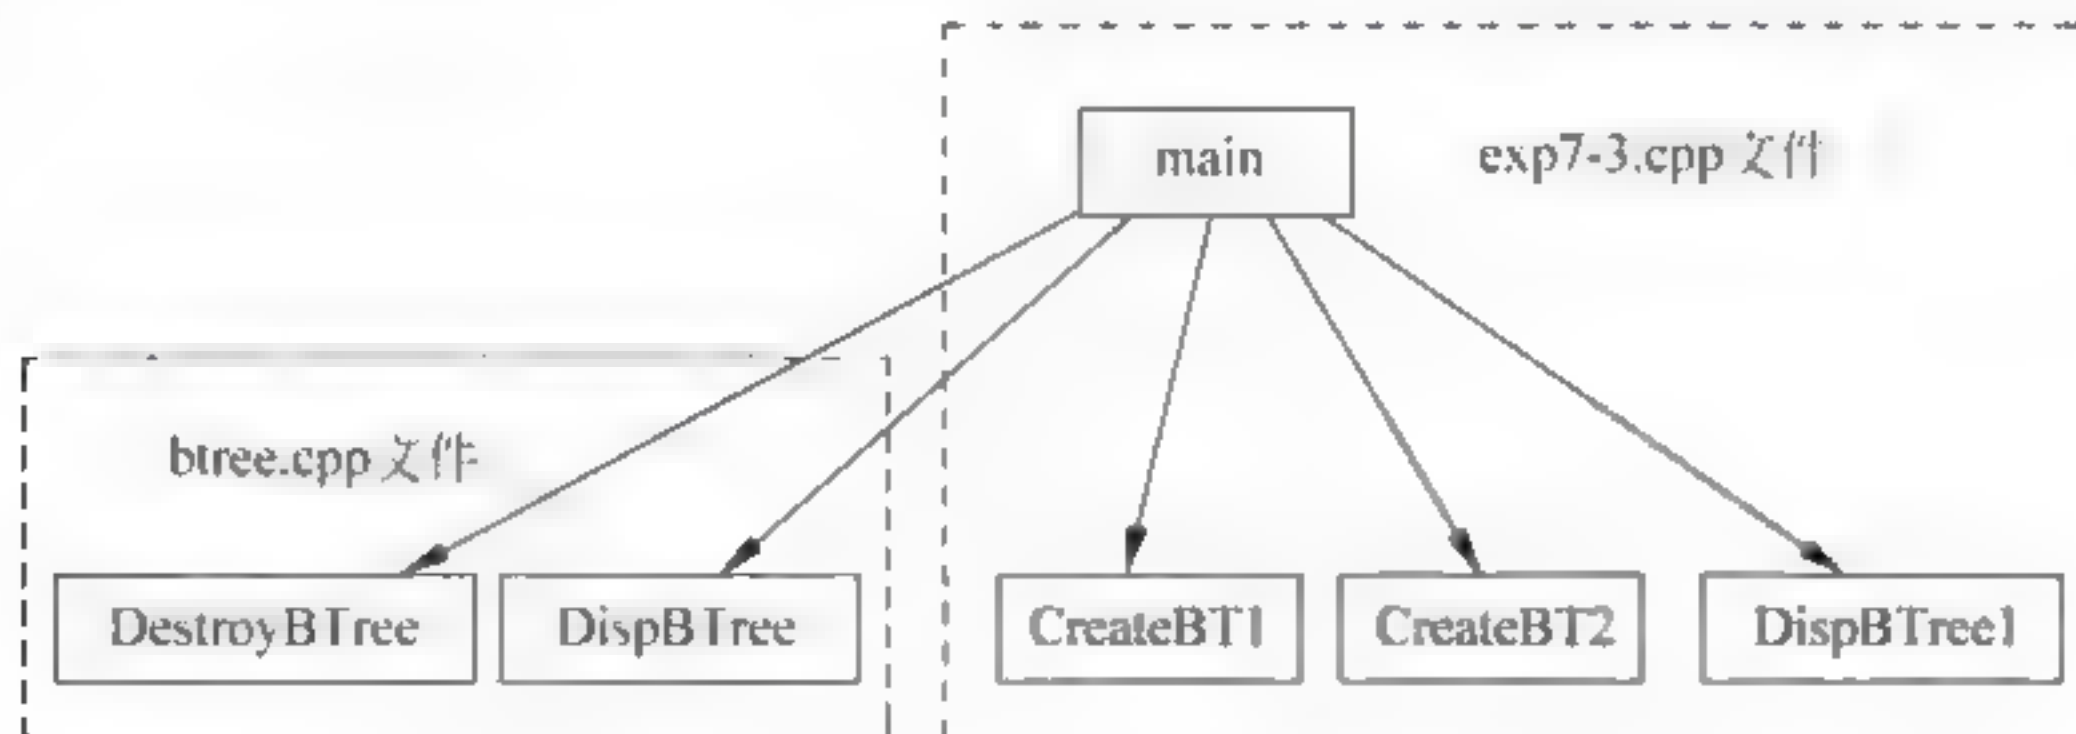 main
exp7-3.cpp 文件
btree.cpp 文件
DestroyBTree
DispBTree
CreateBT1
CreateBT2
DispBTree1